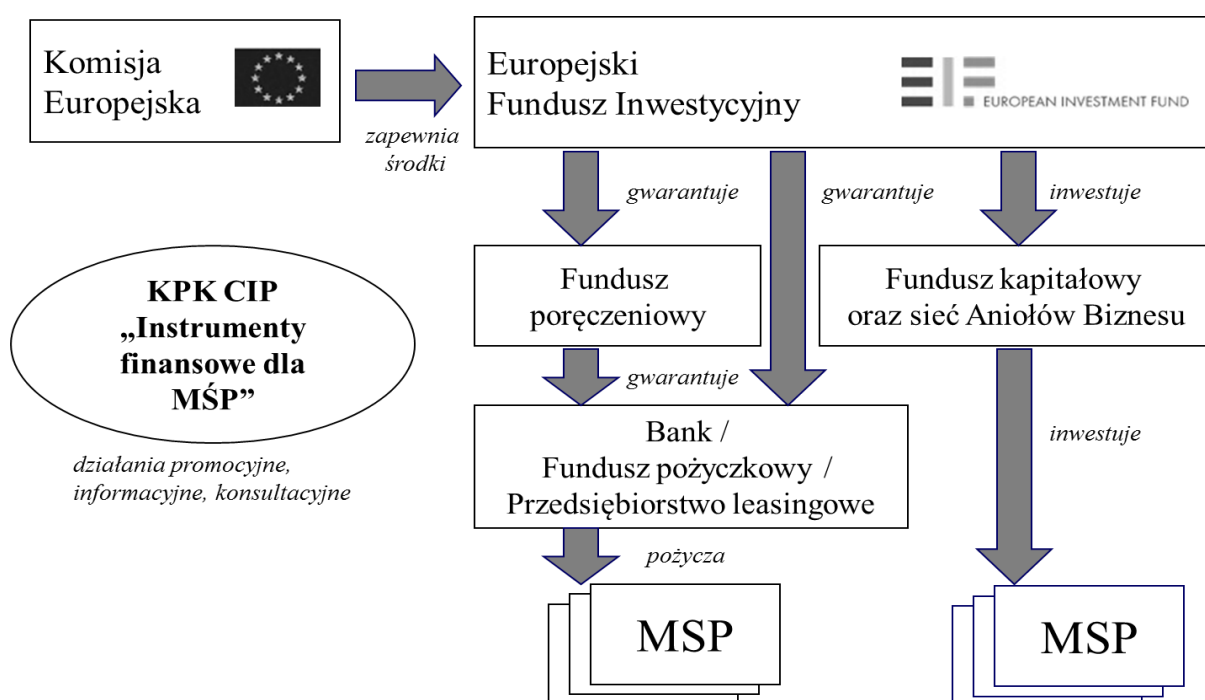 Komisja
Europejska
zapewnia
środki
Europejski
Fundusz Inwestycyjny
EIF
EUROPEAN INVESTMENT FUND
gwarantuje
gwarantuje
inwestuje
KPK CIP
„Instrumenty
finansowe dla
MŚP”
działania promocyjne,
informacyjne, konsultacyjne
Fundusz
poręczeniowy
Fundusz kapitałowy
oraz sieć Aniołów Biznesu
gwarantuje
Bank /
Fundusz pożyczkowy /
Przedsiębiorstwo leasingowe
inwestuje
pożycza
MSP
MSP